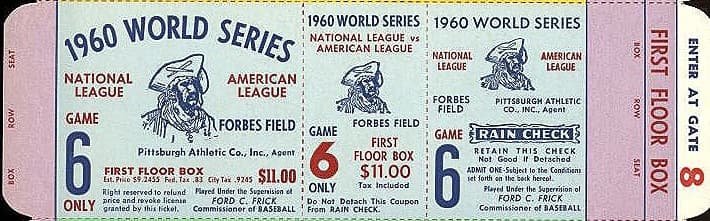 SEAT
ROW
BOX
1960 WORLD SERIES
NATIONAL LEAGUE
AMERICAN LEAGUE
FORBES FIELD
GAME
6
ONLY
Pittsburgh Athletic Co., Inc., Agent
FIRST FLOOR BOX
Est. Price $9.2455 Fed. Tax .83 City Tax .9245
$11.00
Right reserved to refund
price and revoke license
granted by this ticket.
Played Under the Supervision of
FORD C. FRICK
Commissioner of BASEBALL
1960 WORLD SERIES
NATIONAL LEAGUE vs
AMERICAN LEAGUE
FORBES FIELD
GAME
6
ONLY
FIRST
FLOOR BOX
$11.00
Tax Included
Do Not Detach This Coupon
From RAIN CHECK.
1960 WORLD SERIES
FORBES
FIELD
PITTSBURGH ATHLETIC
CO., INC., Agent
GAME
6
RAIN CHECK
RETAIN THIS CHECK
Not Good If Detached
ADMIT ONE-Subject to the Conditions
set forth on the back hereof.
Played Under the Supervision of
FORD C. FRICK
Commissioner of BASEBALL
BOX
ROW
SEAT
FIRST FLOOR BOX
ENTER AT GATE
8